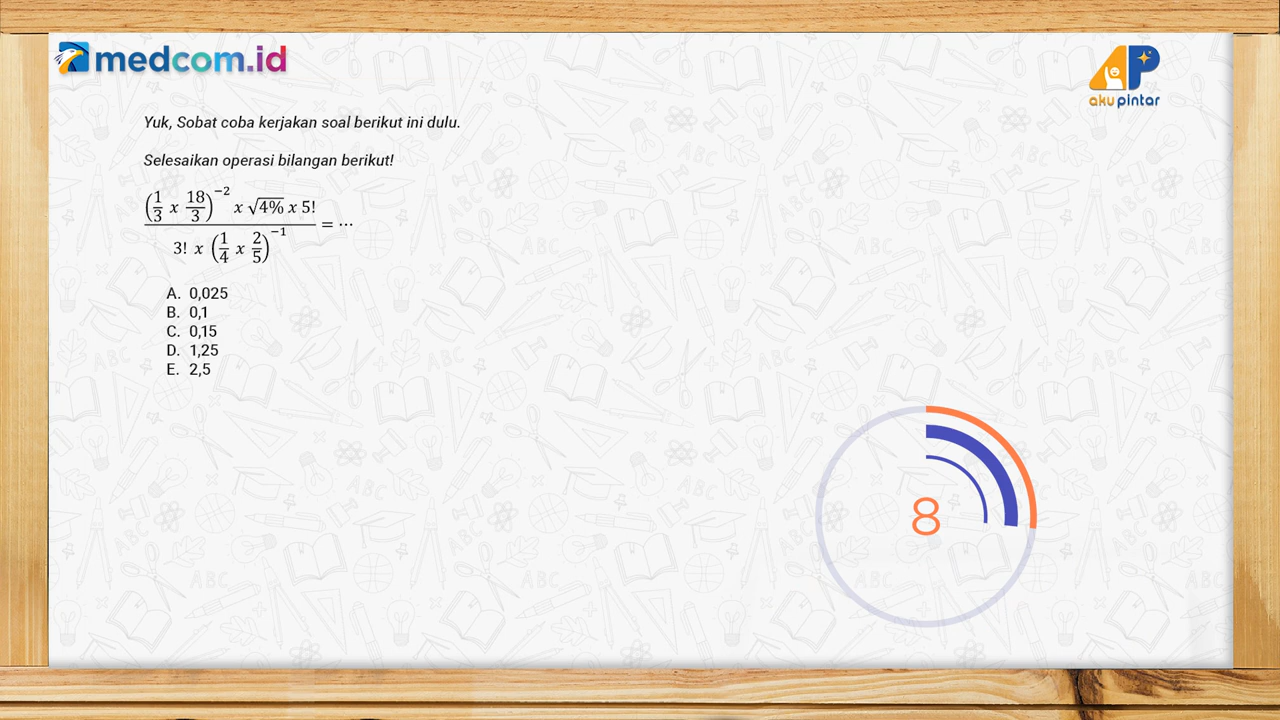 medcom.id
AP
aku pintar
Yuk, Sobat coba kerjakan soal berikut ini dulu.
Selesaikan operasi bilangan berikut!
(1/3 x 18/3)^−2 x √4% x 5!
3! x (1/4 x 2/5)^−1
= ⋯
A. 0,025
B. 0,1
C. 0,15
D. 1,25
E. 2,5
8